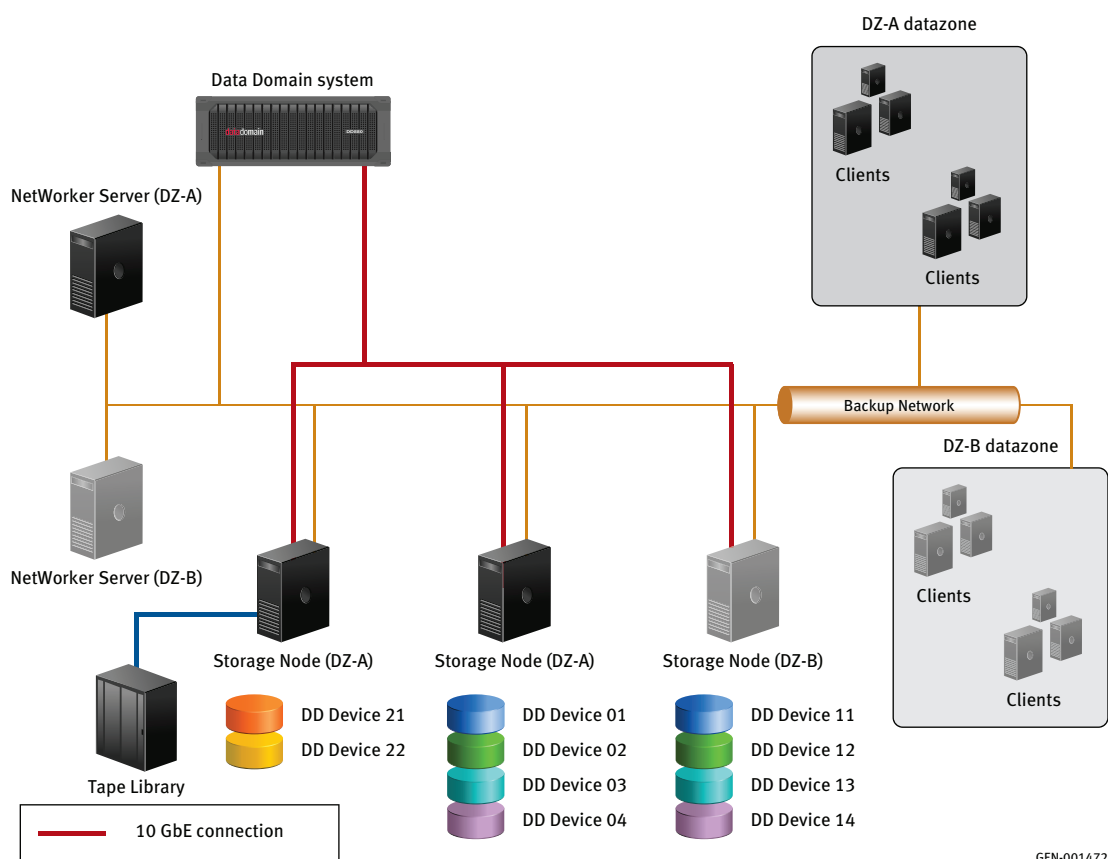 DZ-A datazone
Data Domain system
datadomain
NetWorker Server (DZ-A)
Clients
Clients
Backup Network
DZ-B datazone
NetWorker Server (DZ-B)
Clients
Clients
Storage Node (DZ-A)
Storage Node (DZ-A)
Storage Node (DZ-B)
DD Device 21
DD Device 22
DD Device 01
DD Device 02
DD Device 03
DD Device 04
DD Device 11
DD Device 12
DD Device 13
DD Device 14
Tape Library
10 GbE connection
GEN-001472